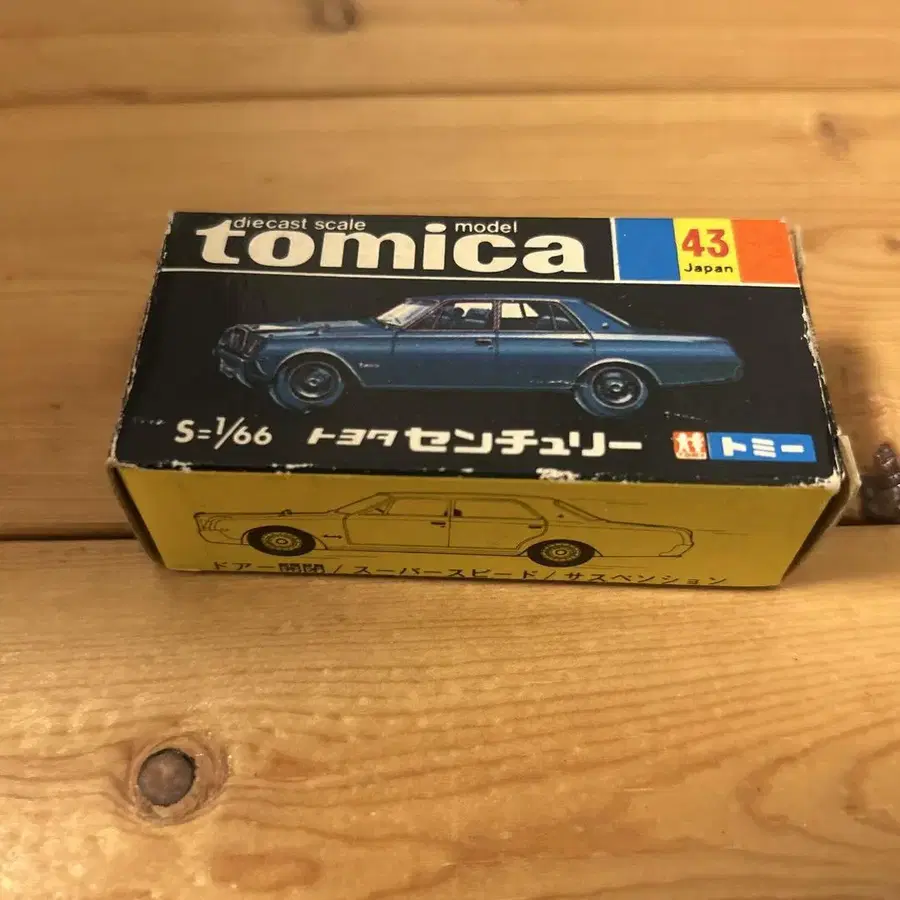 diecast scale model
tomica
43
Japan
S=1/66 トヨタ センチュリー トミー
ドアー開閉/スーパースピード/サスペンション